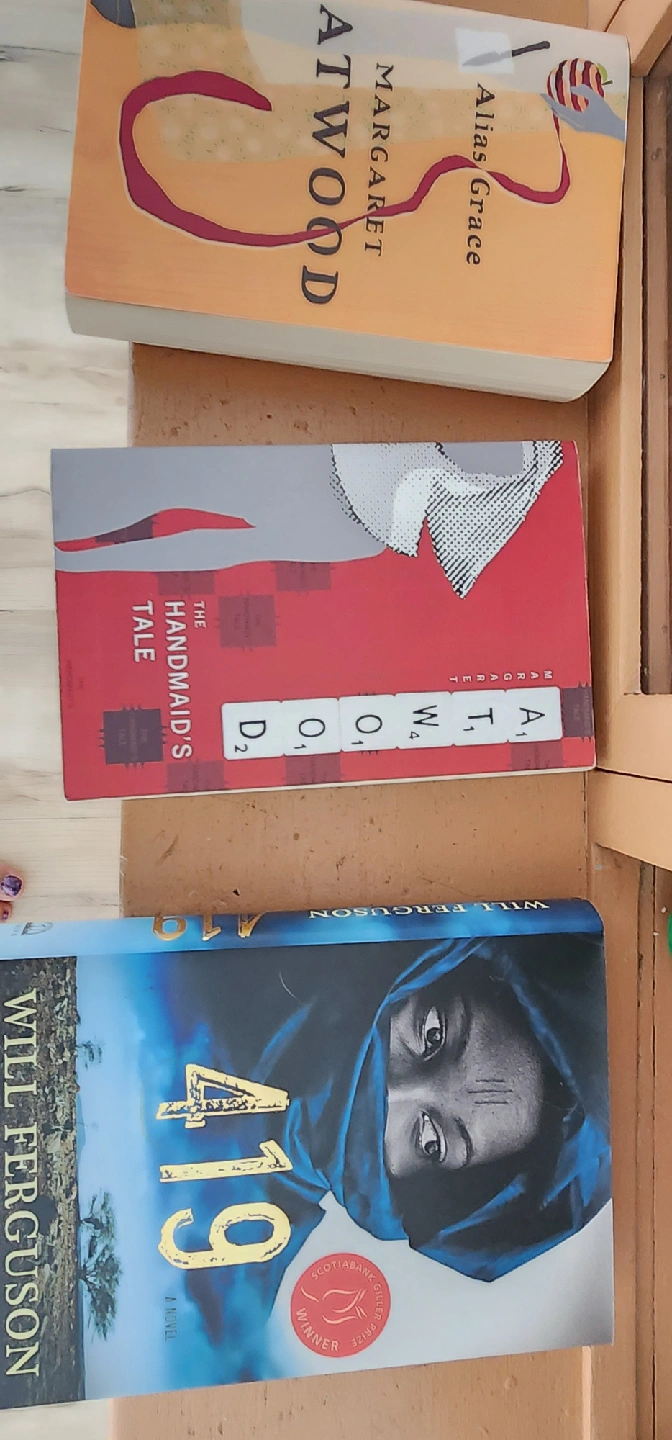 Alias Grace
MARGARET
ATWOOD
MARGARET
A1
T1
W4
O1
O1
D2
THE
HANDMAID'S
TALE
WILL FERGUSON
419
SCOTIABANK GILLER PRIZE
WINNER
419
A NOVEL
WILL FERGUSON